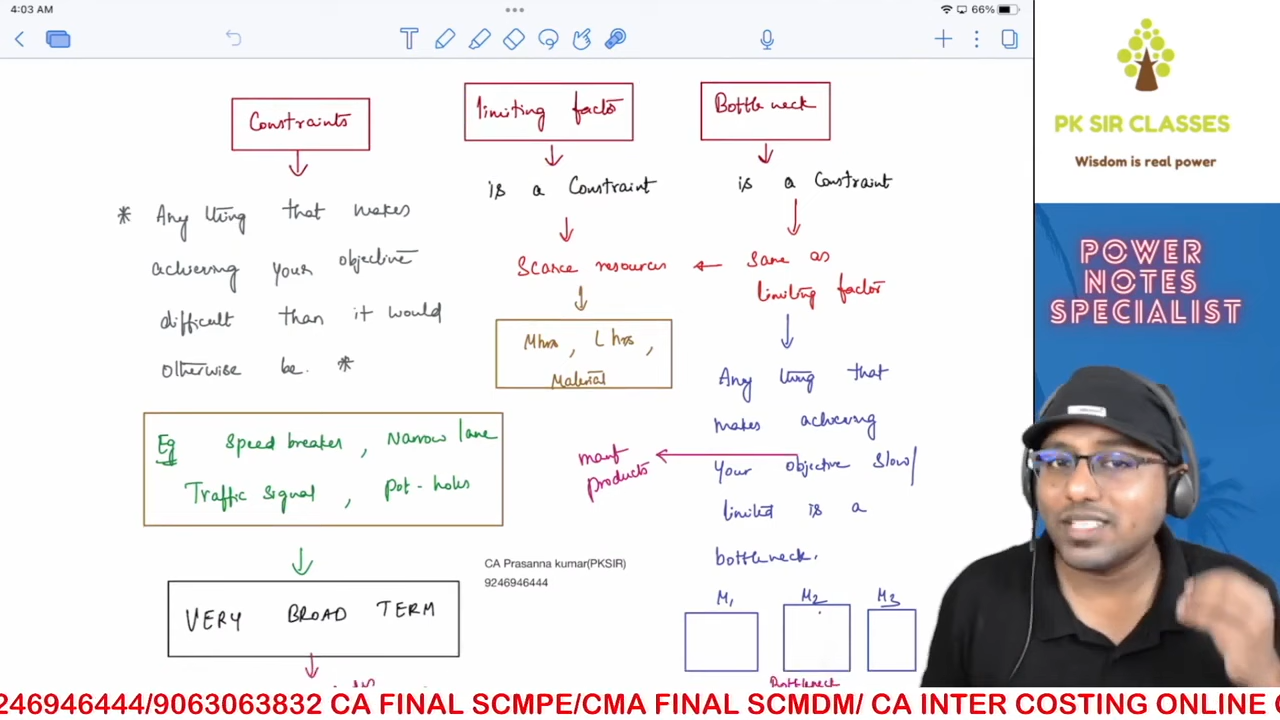 4:03 AM
66%
PK SIR CLASSES
Wisdom is real power
POWER
NOTES
SPECIALIST
Constraints
* Any thing that makes
achieving your objective
difficult than it would
otherwise be. *
Eg Speed breaker, Narrow lane
Traffic signal, Pot-holes
VERY BROAD TERM
limiting factor
is a Constraint
Scarce resources
Mhrs, Lhrs,
Material
Bottleneck
is a Constraint
Same as
limiting factor
Any thing that
makes achieving
your objective slow/
limited is a
bottleneck.
manf
products
M1 M2 M3
Bottleneck
CA Prasanna kumar(PKSIR)
9246946444
246946444/9063063832 CA FINAL SCMPE/CMA FINAL SCMDM/ CA INTER COSTING ONLINE